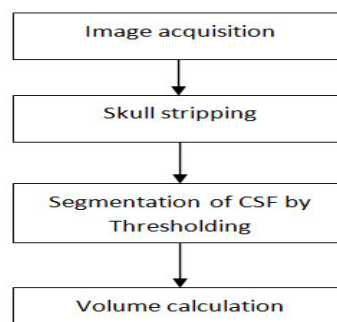 Image acquisition
Skull stripping
Segmentation of CSF by
Thresholding
Volume calculation